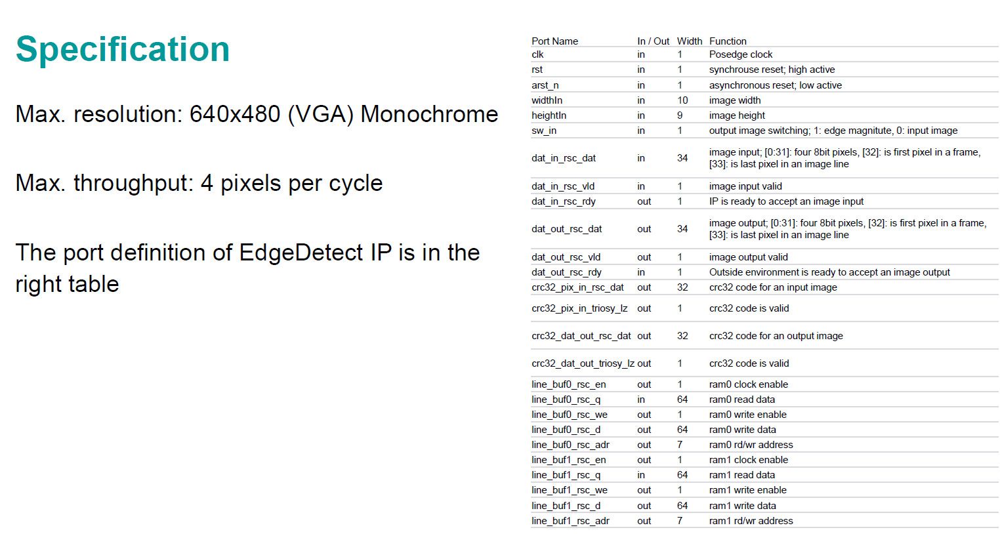 Specification
Max. resolution: 640x480 (VGA) Monochrome
Max. throughput: 4 pixels per cycle
The port definition of EdgeDetect IP is in the
right table
Port Name In / Out Width Function
clk in 1 Posedge clock
rst in 1 synchrouse reset; high active
arst_n in 1 asynchronous reset; low active
widthIn in 10 image width
heightIn in 9 image height
sw_in in 1 output image switching; 1: edge magnitute, 0: input image
dat_in_rsc_dat in 34 image input; [0:31]: four 8bit pixels, [32]: is first pixel in a frame,
[33]: is last pixel in an image line
dat_in_rsc_vld in 1 image input valid
dat_in_rsc_rdy out 1 IP is ready to accept an image input
dat_out_rsc_dat out 34 image output; [0:31]: four 8bit pixels, [32]: is first pixel in a frame,
[33]: is last pixel in an image line
dat_out_rsc_vld out 1 image output valid
dat_out_rsc_rdy in 1 Outside environment is ready to accept an image output
crc32_pix_in_rsc_dat out 32 crc32 code for an input image
crc32_pix_in_triosy_lz out 1 crc32 code is valid
crc32_dat_out_rsc_dat out 32 crc32 code for an output image
crc32_dat_out_triosy_lz out 1 crc32 code is valid
line_buf0_rsc_en out 1 ram0 clock enable
line_buf0_rsc_q in 64 ram0 read data
line_buf0_rsc_we out 1 ram0 write enable
line_buf0_rsc_d out 64 ram0 write data
line_buf0_rsc_adr out 7 ram0 rd/wr address
line_buf1_rsc_en out 1 ram1 clock enable
line_buf1_rsc_q in 64 ram1 read data
line_buf1_rsc_we out 1 ram1 write enable
line_buf1_rsc_d out 64 ram1 write data
line_buf1_rsc_adr out 7 ram1 rd/wr address